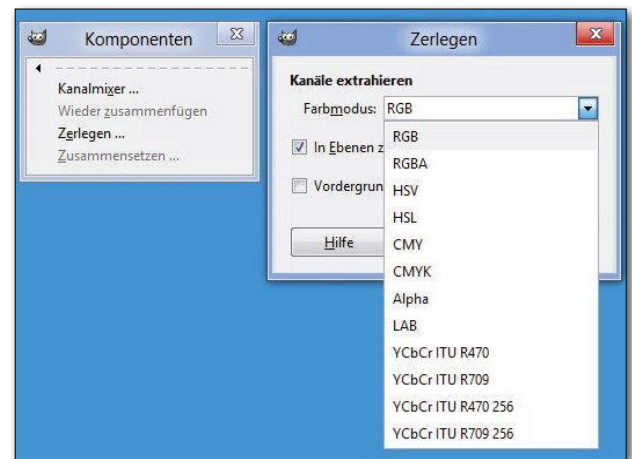 Komponenten
Kanalmixer ...
Wieder zusammenfügen
Zerlegen ...
Zusammensetzen ...
Zerlegen
Kanäle extrahieren
Farbmodus: RGB
In Ebenen z
Vordergrun
Hilfe
RGB
RGBA
HSV
HSL
CMY
CMYK
Alpha
LAB
YCbCr ITU R470
YCbCr ITU R709
YCbCr ITU R470 256
YCbCr ITU R709 256